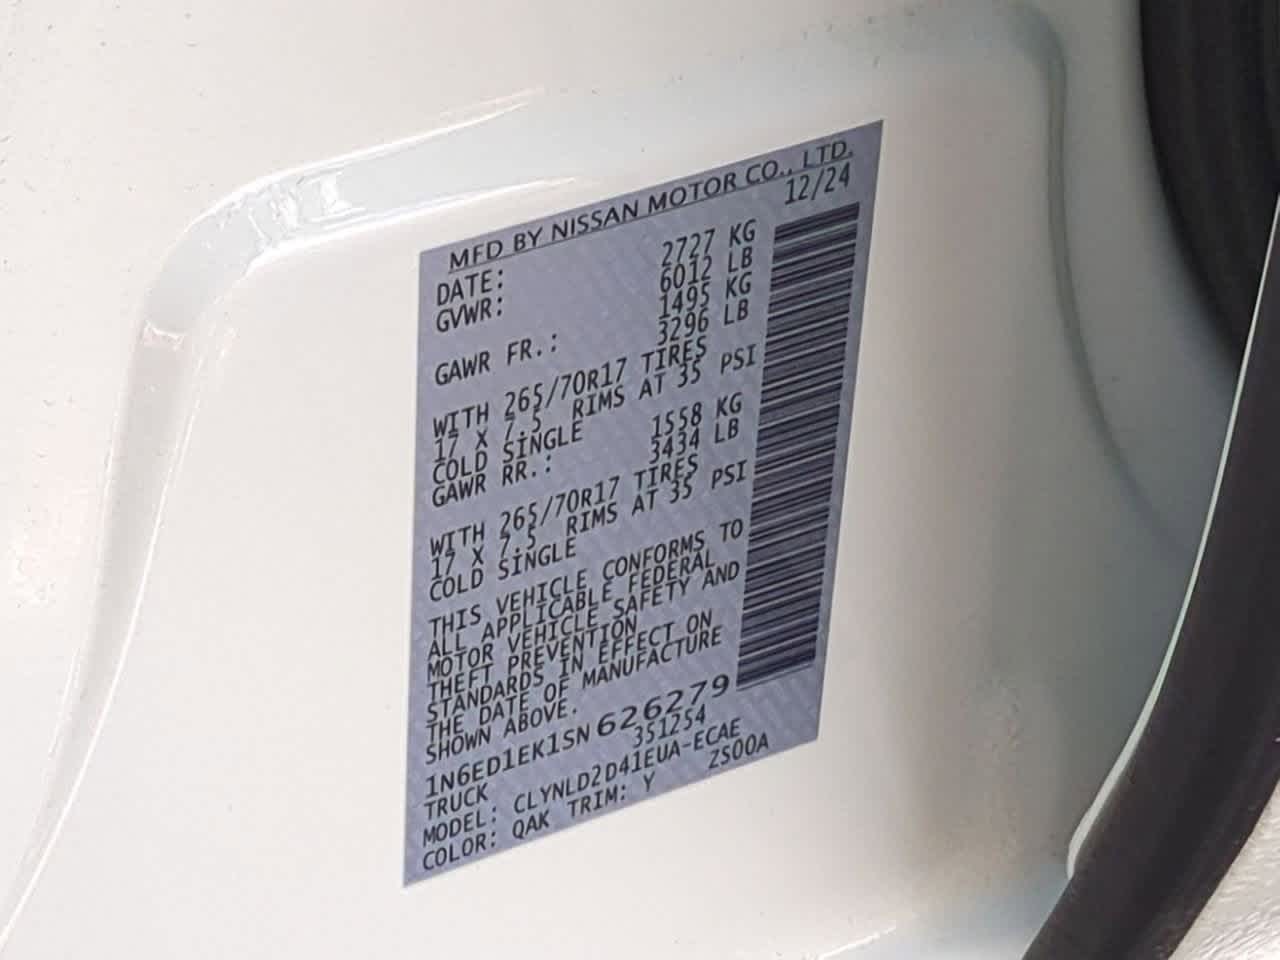 MFD BY NISSAN MOTOR CO., LTD.
DATE: 12/24
GVWR: 2727 KG
6012 LB
GAWR FR.: 1495 KG
3296 LB
WITH 265/70R17 TIRES
17 X 7.5 RIMS AT 35 PSI
COLD SINGLE
GAWR RR.: 1558 KG
3434 LB
WITH 265/70R17 TIRES
17 X 7.5 RIMS AT 35 PSI
COLD SINGLE
THIS VEHICLE CONFORMS TO
ALL APPLICABLE FEDERAL
MOTOR VEHICLE SAFETY AND
THEFT PREVENTION
STANDARDS IN EFFECT ON
THE DATE OF MANUFACTURE
SHOWN ABOVE.
1N6ED1EK1SN626279
TRUCK 351254
MODEL: CLYNLD2D41EUA-ECAE
COLOR: QAK TRIM: Y ZS00A